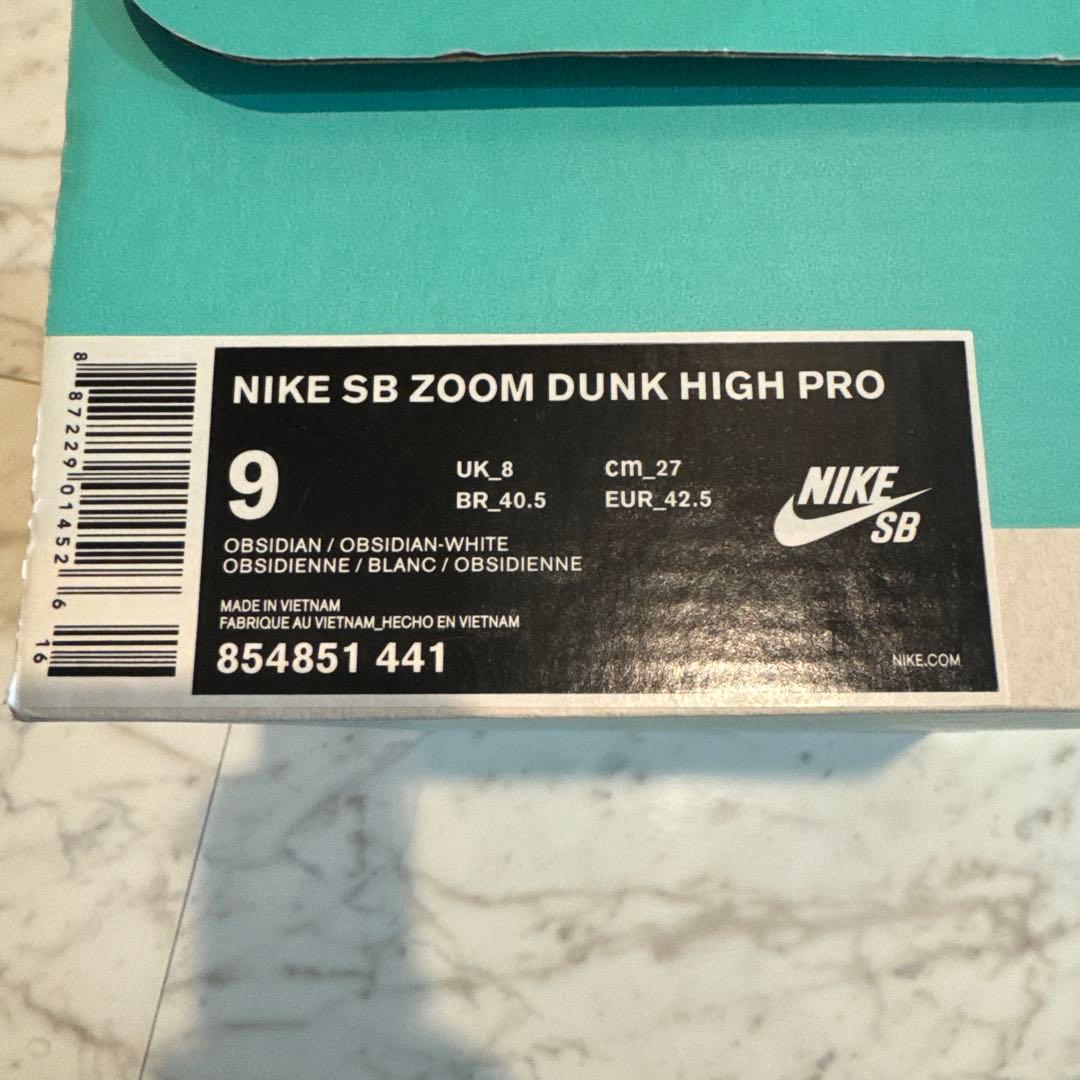 NIKE SB ZOOM DUNK HIGH PRO
9
UK_8 cm_27
BR_40.5 EUR_42.5
NIKE
SB
OBSIDIAN / OBSIDIAN-WHITE
OBSIDIENNE / BLANC / OBSIDIENNE
MADE IN VIETNAM
FABRIQUE AU VIETNAM_HECHO EN VIETNAM
854851 441
NIKE.COM
8 87229 01452 6
16